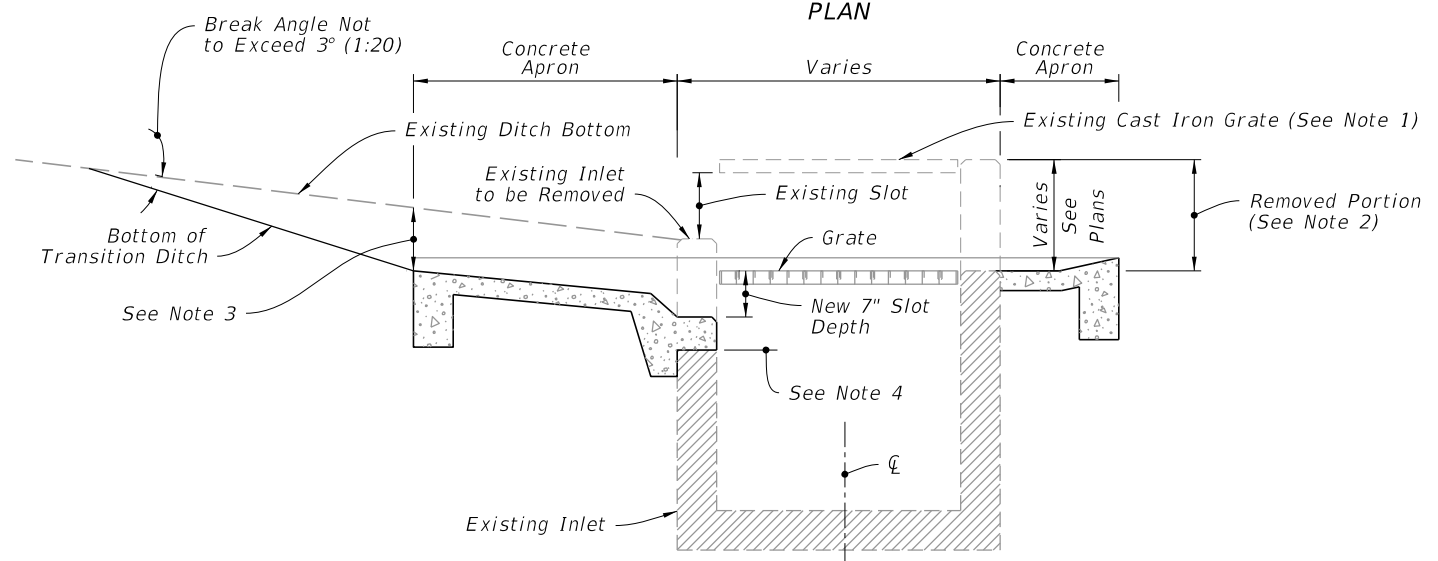 PLAN
Break Angle Not
to Exceed 3° (1:20)
Concrete
Apron
Varies
Concrete
Apron
Existing Ditch Bottom
Existing Cast Iron Grate (See Note 1)
Existing Inlet
to be Removed
Existing Slot
Varies
See
Plans
Removed Portion
(See Note 2)
Bottom of
Transition Ditch
Grate
See Note 3
New 7" Slot
Depth
See Note 4
℄
Existing Inlet